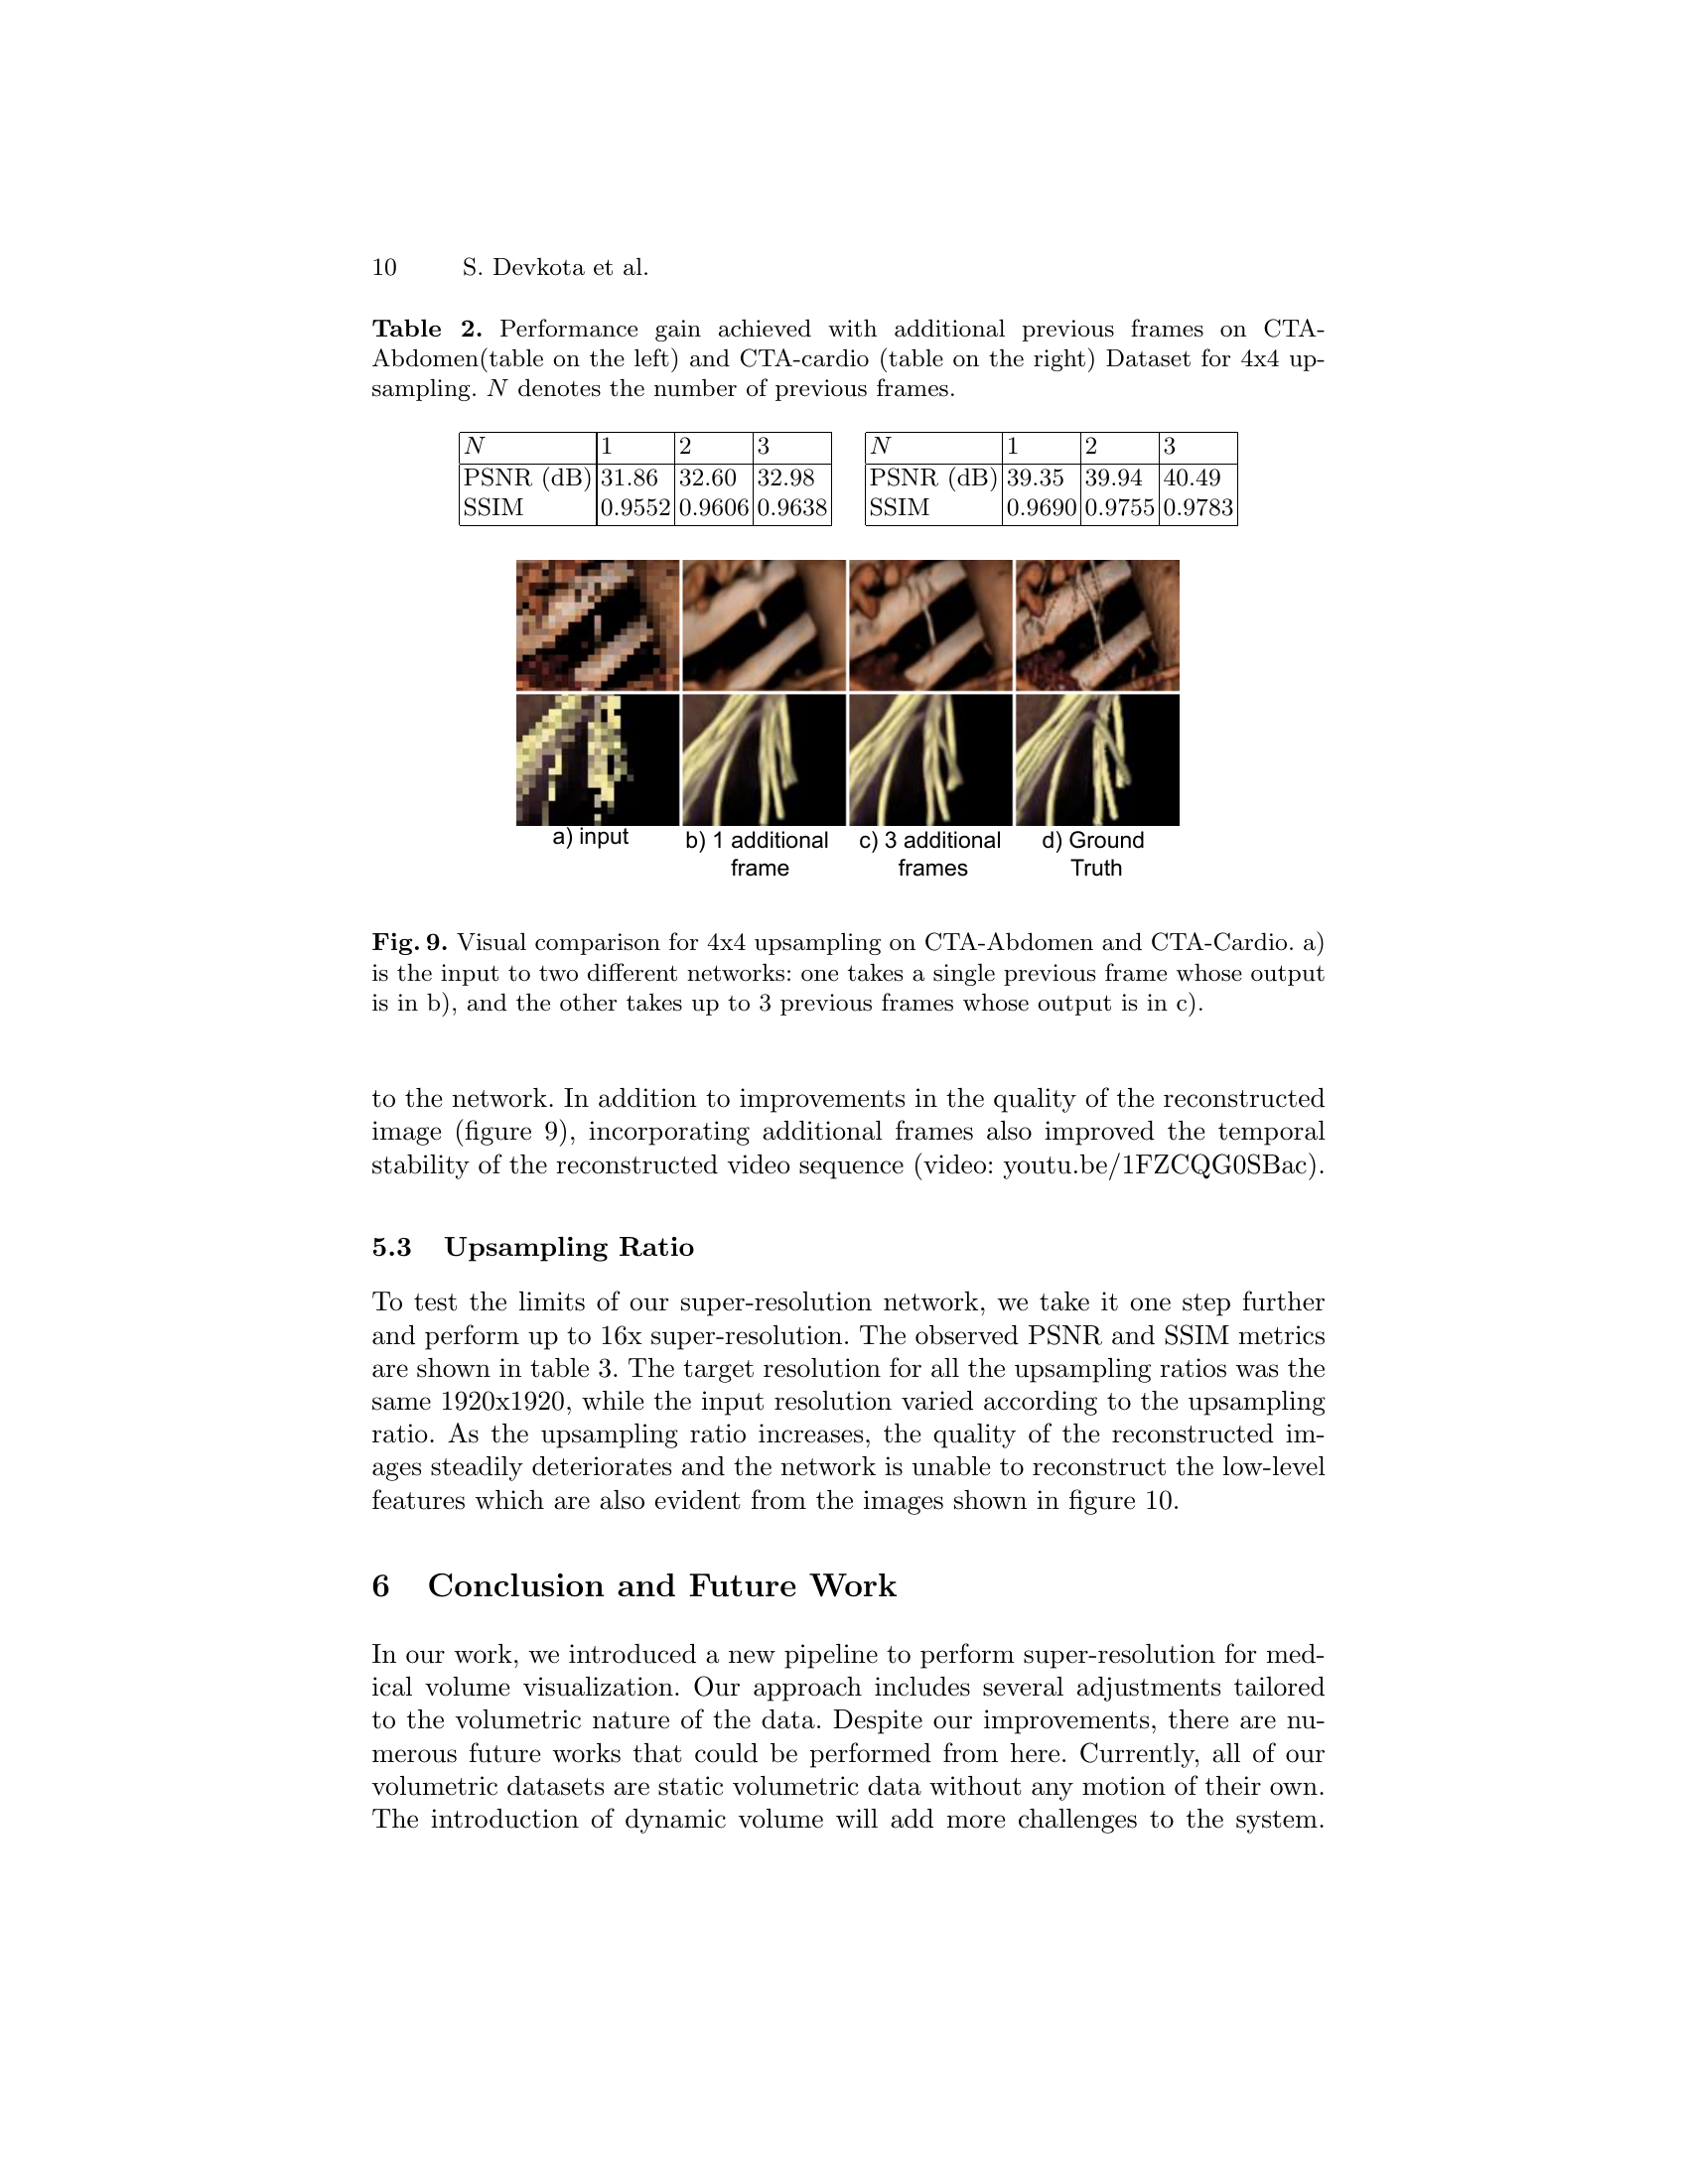 10 S. Devkota et al.
Table 2. Performance gain achieved with additional previous frames on CTA-
Abdomen(table on the left) and CTA-cardio (table on the right) Dataset for 4x4 up-
sampling. N denotes the number of previous frames.
N 1 2 3
PSNR (dB) 31.86 32.60 32.98
SSIM 0.9552 0.9606 0.9638
N 1 2 3
PSNR (dB) 39.35 39.94 40.49
SSIM 0.9690 0.9755 0.9783
a) input
b) 1 additional
frame
c) 3 additional
frames
d) Ground
Truth
Fig. 9. Visual comparison for 4x4 upsampling on CTA-Abdomen and CTA-Cardio. a)
is the input to two different networks: one takes a single previous frame whose output
is in b), and the other takes up to 3 previous frames whose output is in c).
to the network. In addition to improvements in the quality of the reconstructed
image (figure 9), incorporating additional frames also improved the temporal
stability of the reconstructed video sequence (video: youtu.be/1FZCQG0SBac).
5.3 Upsampling Ratio
To test the limits of our super-resolution network, we take it one step further
and perform up to 16x super-resolution. The observed PSNR and SSIM metrics
are shown in table 3. The target resolution for all the upsampling ratios was the
same 1920x1920, while the input resolution varied according to the upsampling
ratio. As the upsampling ratio increases, the quality of the reconstructed im-
ages steadily deteriorates and the network is unable to reconstruct the low-level
features which are also evident from the images shown in figure 10.
6 Conclusion and Future Work
In our work, we introduced a new pipeline to perform super-resolution for med-
ical volume visualization. Our approach includes several adjustments tailored
to the volumetric nature of the data. Despite our improvements, there are nu-
merous future works that could be performed from here. Currently, all of our
volumetric datasets are static volumetric data without any motion of their own.
The introduction of dynamic volume will add more challenges to the system.